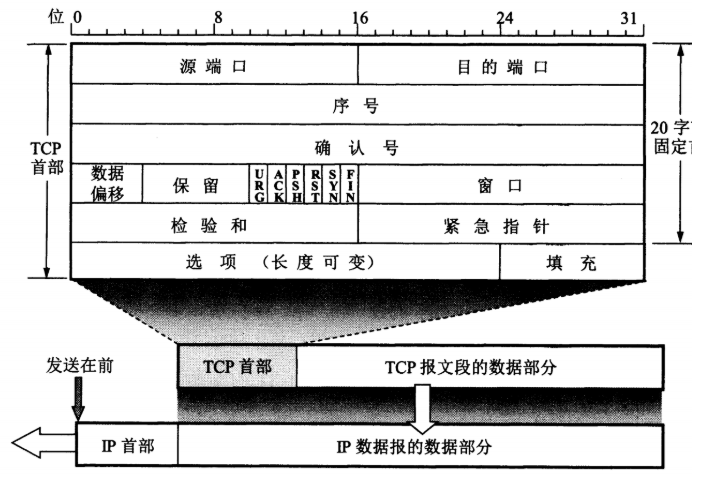 位 0 8 16 24 31
源端口 目的端口
序号
TCP 首部
确认号
20 字
固定
数据偏移 保留 URG ACK PSH RST SYN FIN 窗口
检验和 紧急指针
选项（长度可变） 填充
发送在前
TCP 首部 TCP 报文段的数据部分
IP 首部 IP 数据报的数据部分